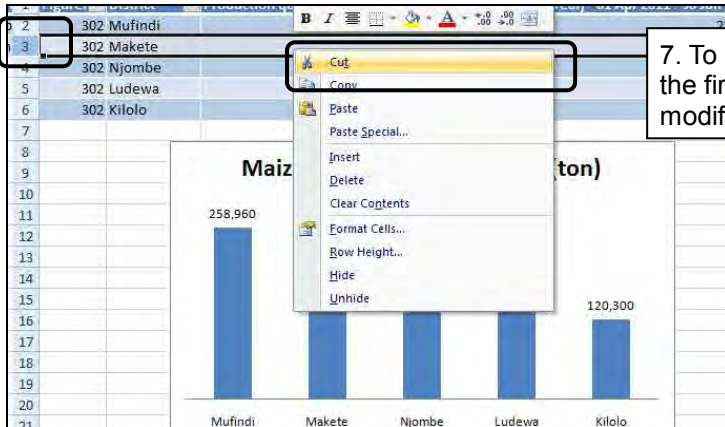 B I A
2 302 Mufindi
3 302 Makete
4 302 Njombe
5 302 Ludewa
6 302 Kilolo
7
8
9
10
11
12
13
14
15
16
17
18
19
20
21
Cut
Copy
Paste
Paste Special...
Insert
Delete
Clear Contents
Format Cells...
Row Height...
Hide
Unhide
7. To
the fir
modif
Maiz (ton)
258,960
120,300
Mufindi Makete Njombe Ludewa Kilolo